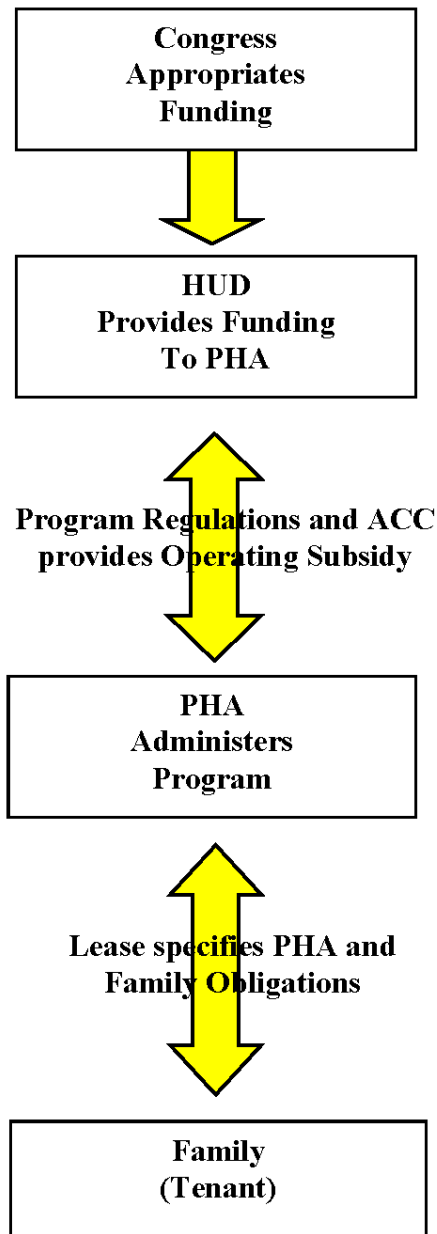 Congress
Appropriates
Funding
HUD
Provides Funding
To PHA
Program Regulations and ACC
provides Operating Subsidy
PHA
Administers
Program
Lease specifies PHA and
Family Obligations
Family
(Tenant)